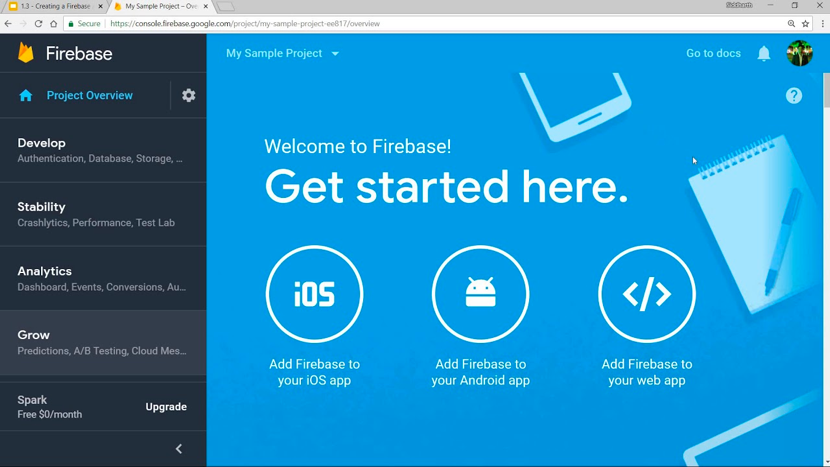 1.3 - Creating a Firebase
My Sample Project – Ove
Siddharth
Secure
https://console.firebase.google.com/project/my-sample-project-ee817/overview
Firebase
My Sample Project
Go to docs
Project Overview
Develop
Authentication, Database, Storage, ...
Stability
Crashlytics, Performance, Test Lab
Analytics
Dashboard, Events, Conversions, Au...
Grow
Predictions, A/B Testing, Cloud Mes...
Spark
Free $0/month
Upgrade
Welcome to Firebase!
Get started here.
iOS
Add Firebase to
your iOS app
Add Firebase to
your Android app
</>
Add Firebase to
your web app
?